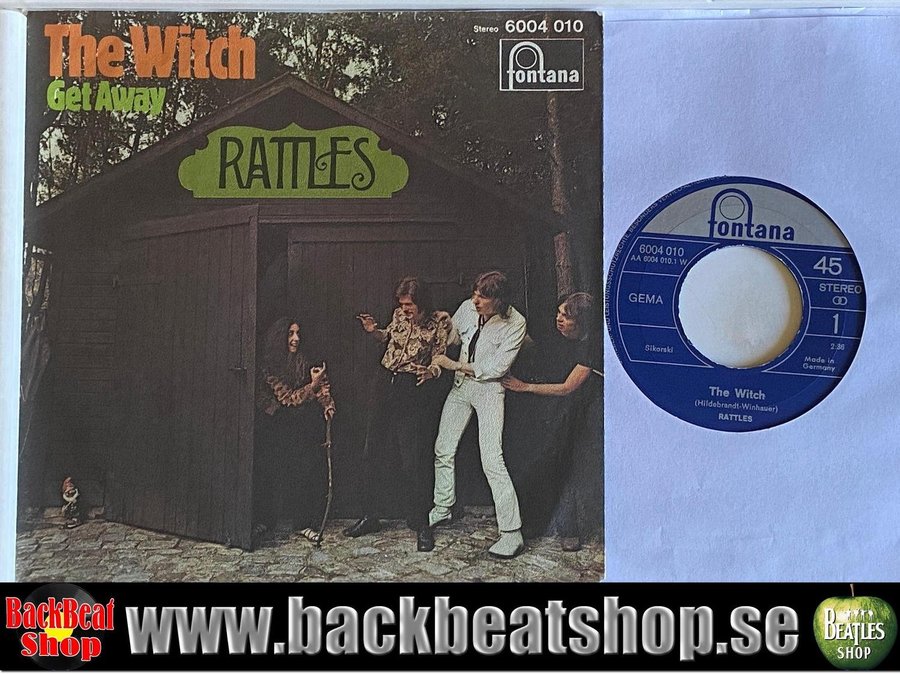 The Witch
Get Away
Stereo 6004 010
fontana
RATTLES
fontana
6004 010
AA 6004 010.1 W
45
STEREO
GEMA
1
Sikorski
2:36
Made in
Germany
The Witch
(Hildebrandt-Winhauer)
RATTLES
BackBeat
Shop
www.backbeatshop.se
BEATLES
SHOP